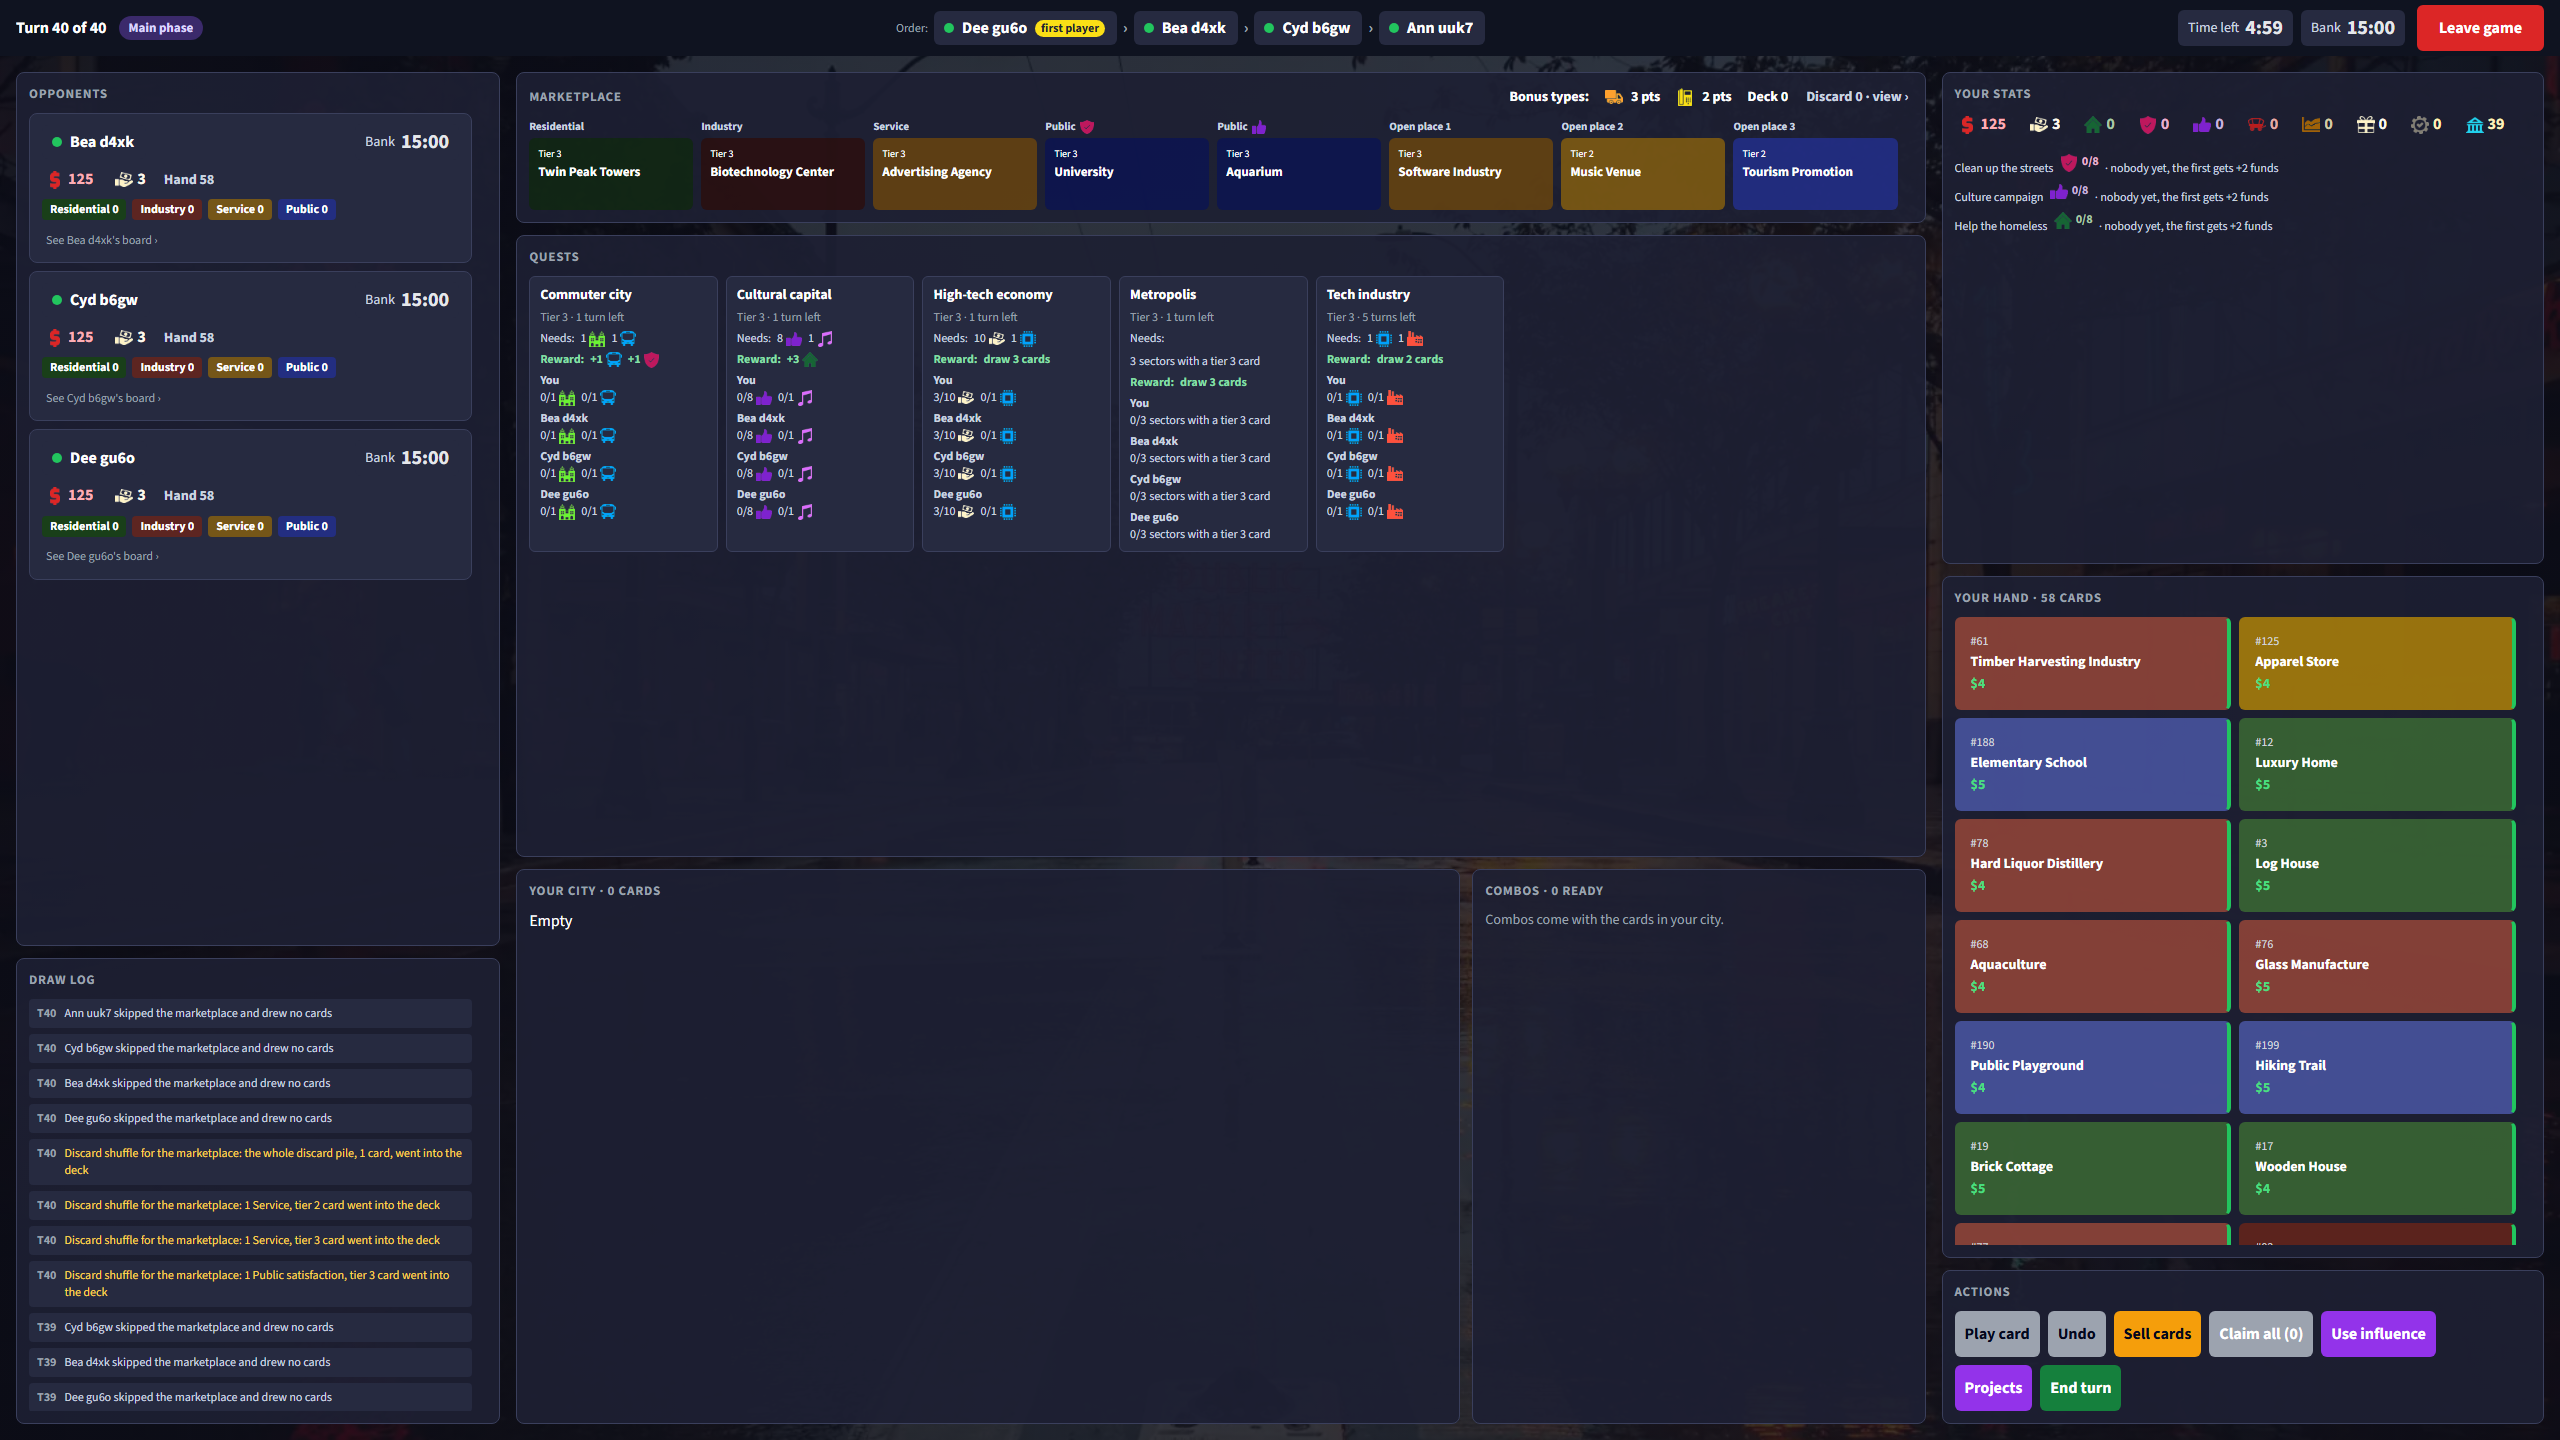 Turn 40 of 40
Main phase
Order:
Dee gu6o first player › Bea d4xk › Cyd b6gw › Ann uuk7
Time left 4:59
Bank 15:00
Leave game
OPPONENTS
Bea d4xk
Bank 15:00
125 3 Hand 58
Residential 0 Industry 0 Service 0 Public 0
See Bea d4xk's board ›
Cyd b6gw
Bank 15:00
125 3 Hand 58
Residential 0 Industry 0 Service 0 Public 0
See Cyd b6gw's board ›
Dee gu6o
Bank 15:00
125 3 Hand 58
Residential 0 Industry 0 Service 0 Public 0
See Dee gu6o's board ›
DRAW LOG
T40 Ann uuk7 skipped the marketplace and drew no cards
T40 Cyd b6gw skipped the marketplace and drew no cards
T40 Bea d4xk skipped the marketplace and drew no cards
T40 Dee gu6o skipped the marketplace and drew no cards
T40 Discard shuffle for the marketplace: the whole discard pile, 1 card, went into the
deck
T40 Discard shuffle for the marketplace: 1 Service, tier 2 card went into the deck
T40 Discard shuffle for the marketplace: 1 Service, tier 3 card went into the deck
T40 Discard shuffle for the marketplace: 1 Public satisfaction, tier 3 card went into
the deck
T39 Cyd b6gw skipped the marketplace and drew no cards
T39 Bea d4xk skipped the marketplace and drew no cards
T39 Dee gu6o skipped the marketplace and drew no cards
MARKETPLACE
Bonus types: 3 pts 2 pts Deck 0 Discard 0 · view ›
Residential
Tier 3
Twin Peak Towers
Industry
Tier 3
Biotechnology Center
Service
Tier 3
Advertising Agency
Public
Tier 3
University
Public
Tier 3
Aquarium
Open place 1
Tier 3
Software Industry
Open place 2
Tier 2
Music Venue
Open place 3
Tier 2
Tourism Promotion
QUESTS
Commuter city
Tier 3 · 1 turn left
Needs: 1 1
Reward: +1 +1
You
0/1 0/1
Bea d4xk
0/1 0/1
Cyd b6gw
0/1 0/1
Dee gu6o
0/1 0/1
Cultural capital
Tier 3 · 1 turn left
Needs: 8 1
Reward: +3
You
0/8 0/1
Bea d4xk
0/8 0/1
Cyd b6gw
0/8 0/1
Dee gu6o
0/8 0/1
High-tech economy
Tier 3 · 1 turn left
Needs: 10 1
Reward: draw 3 cards
You
3/10 0/1
Bea d4xk
3/10 0/1
Cyd b6gw
3/10 0/1
Dee gu6o
3/10 0/1
Metropolis
Tier 3 · 1 turn left
Needs:
3 sectors with a tier 3 card
Reward: draw 3 cards
You
0/3 sectors with a tier 3 card
Bea d4xk
0/3 sectors with a tier 3 card
Cyd b6gw
0/3 sectors with a tier 3 card
Dee gu6o
0/3 sectors with a tier 3 card
Tech industry
Tier 3 · 5 turns left
Needs: 1 1
Reward: draw 2 cards
You
0/1 0/1
Bea d4xk
0/1 0/1
Cyd b6gw
0/1 0/1
Dee gu6o
0/1 0/1
YOUR CITY · 0 CARDS
Empty
COMBOS · 0 READY
Combos come with the cards in your city.
YOUR STATS
125 3 0 0 0 0 0 0 0 39
Clean up the streets 0/8 · nobody yet, the first gets +2 funds
Culture campaign 0/8 · nobody yet, the first gets +2 funds
Help the homeless 0/8 · nobody yet, the first gets +2 funds
YOUR HAND · 58 CARDS
#61
Timber Harvesting Industry
$4
#125
Apparel Store
$4
#188
Elementary School
$5
#12
Luxury Home
$5
#78
Hard Liquor Distillery
$4
#3
Log House
$5
#68
Aquaculture
$4
#76
Glass Manufacture
$5
#190
Public Playground
$4
#199
Hiking Trail
$5
#19
Brick Cottage
$5
#17
Wooden House
$4
ACTIONS
Play card
Undo
Sell cards
Claim all (0)
Use influence
Projects
End turn